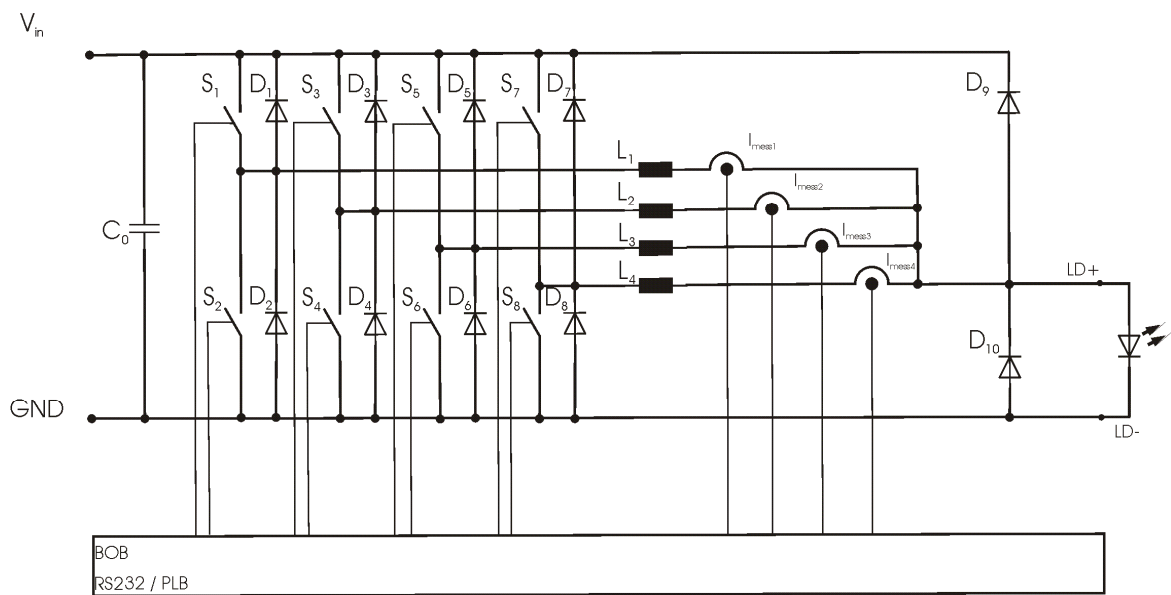 V_in
S_1 D_1 S_3 D_3 S_5 D_5 S_7 D_7 D_9
L_1 I_mess1
L_2 I_mess2
C_0 L_3 I_mess3
L_4 I_mess4 LD+
S_2 D_2 S_4 D_4 S_6 D_6 S_8 D_8
D_10
GND
LD-
BOB
RS232 / PLB